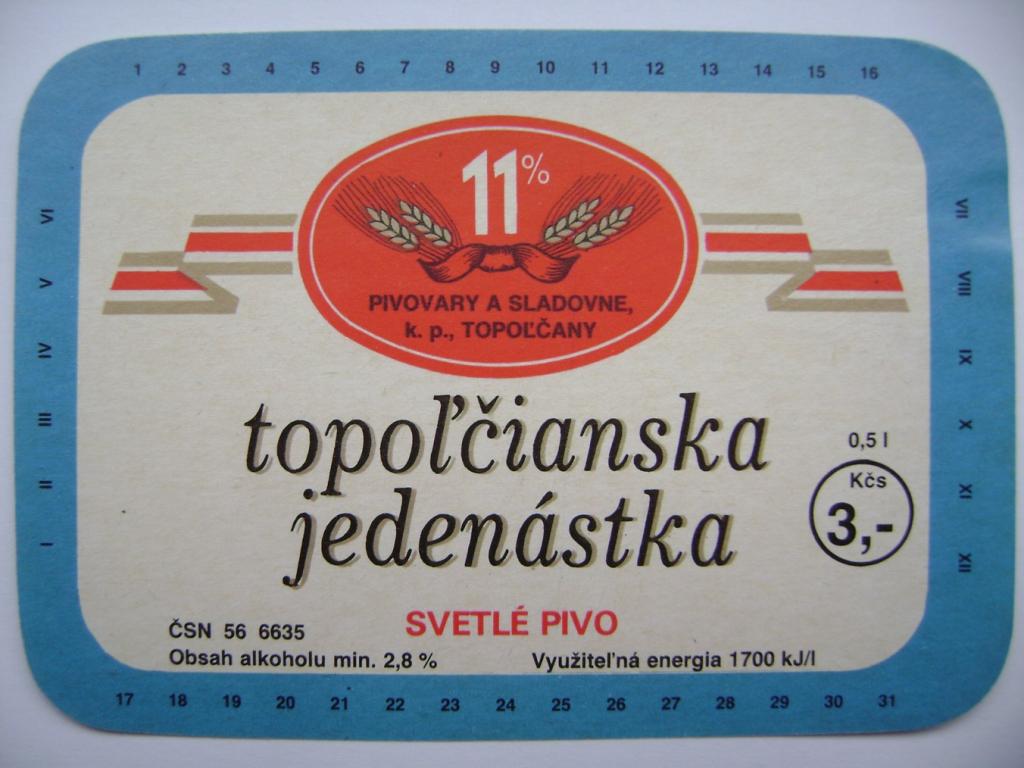 1 2 3 4 5 6 7 8 9 10 11 12 13 14 15 16
11%
PIVOVARY A SLADOVNE,
k. p., TOPOĽČANY
topoľčianska
jedenástka
0,5 l
Kčs
3,-
SVETLÉ PIVO
ČSN 56 6635
Obsah alkoholu min. 2,8 %
Využiteľná energia 1700 kJ/l
I II III IV V VI
VII VIII IX X XI XII
17 18 19 20 21 22 23 24 25 26 27 28 29 30 31